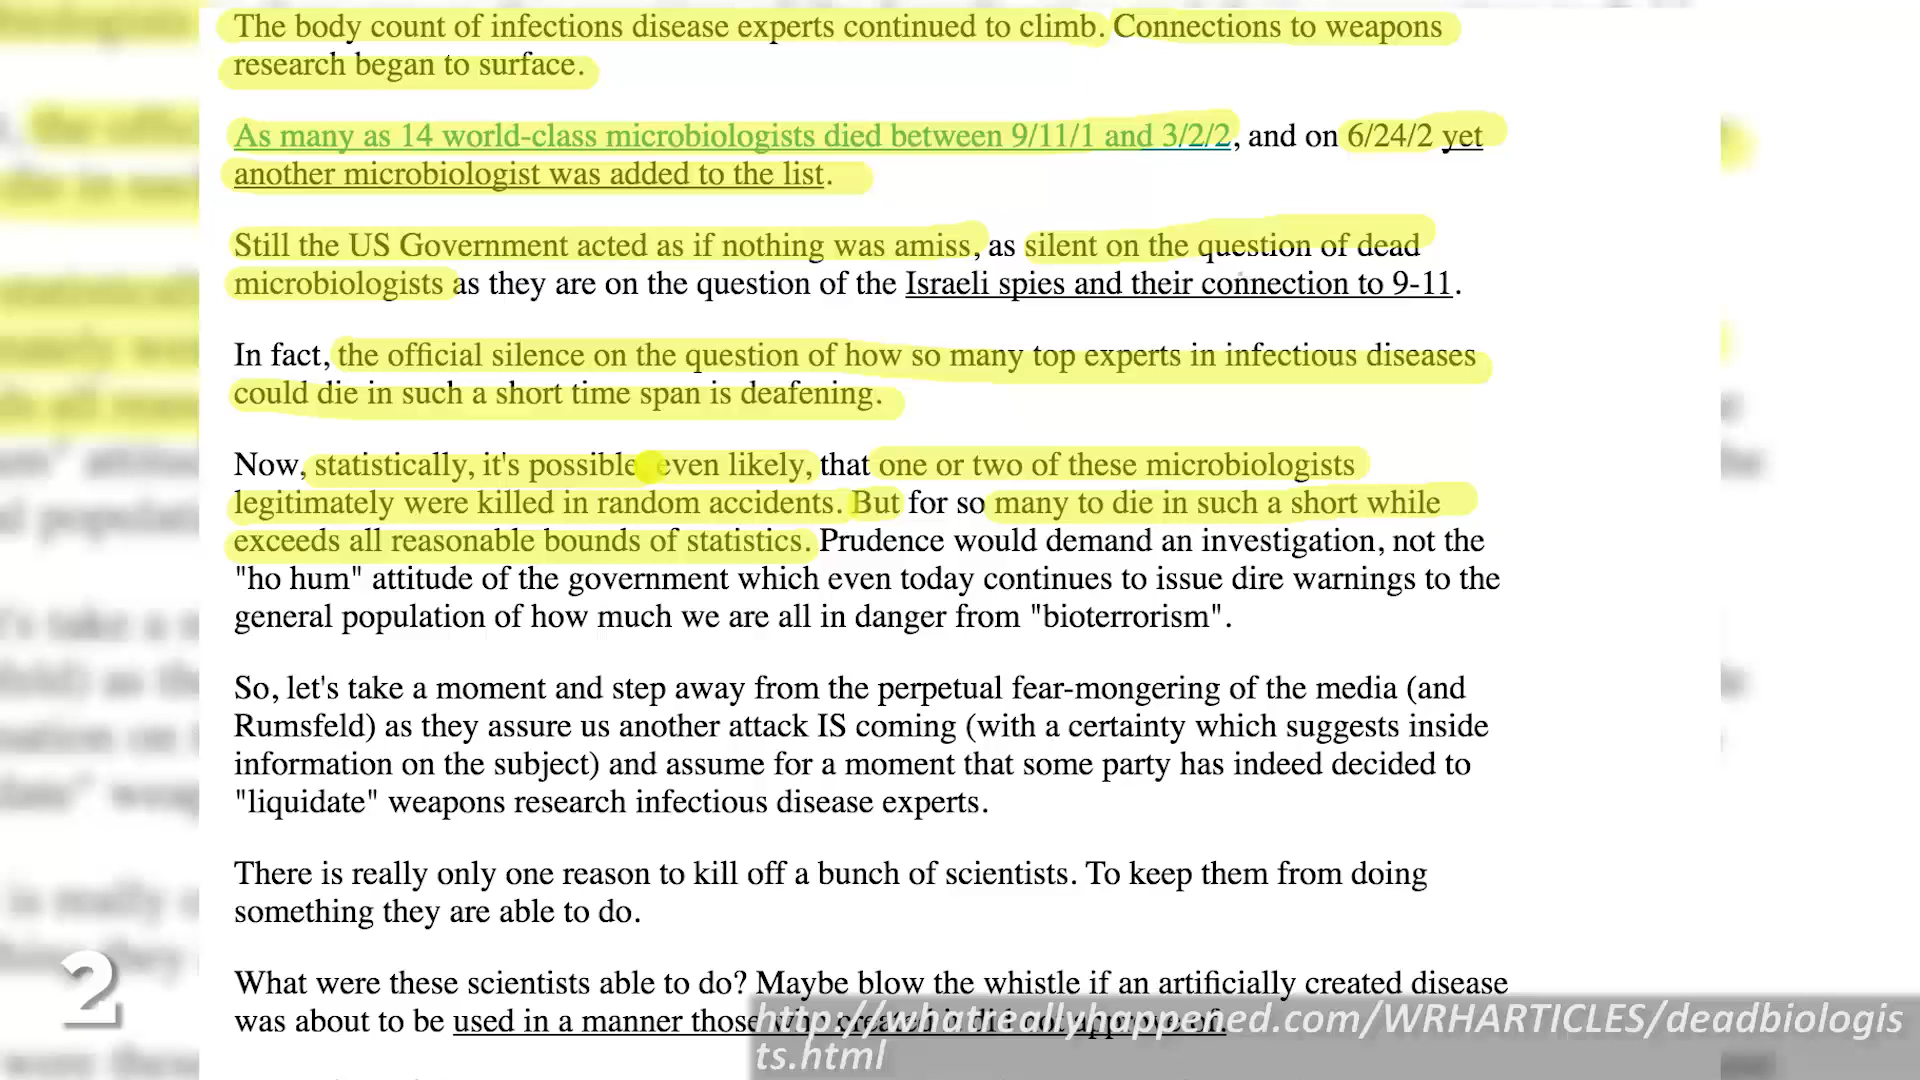 The body count of infections disease experts continued to climb. Connections to weapons
research began to surface.
As many as 14 world-class microbiologists died between 9/11/1 and 3/2/2, and on 6/24/2 yet
another microbiologist was added to the list.
Still the US Government acted as if nothing was amiss, as silent on the question of dead
microbiologists as they are on the question of the Israeli spies and their connection to 9-11.
In fact, the official silence on the question of how so many top experts in infectious diseases
could die in such a short time span is deafening.
Now, statistically, it's possible even likely, that one or two of these microbiologists
legitimately were killed in random accidents. But for so many to die in such a short while
exceeds all reasonable bounds of statistics. Prudence would demand an investigation, not the
"ho hum" attitude of the government which even today continues to issue dire warnings to the
general population of how much we are all in danger from "bioterrorism".
So, let's take a moment and step away from the perpetual fear-mongering of the media (and
Rumsfeld) as they assure us another attack IS coming (with a certainty which suggests inside
information on the subject) and assume for a moment that some party has indeed decided to
"liquidate" weapons research infectious disease experts.
There is really only one reason to kill off a bunch of scientists. To keep them from doing
something they are able to do.
What were these scientists able to do? Maybe blow the whistle if an artificially created disease
was about to be used in a manner those who created it did not approve of.
2
http://whatreallyhappened.com/WRHARTICLES/deadbiologis
ts.html